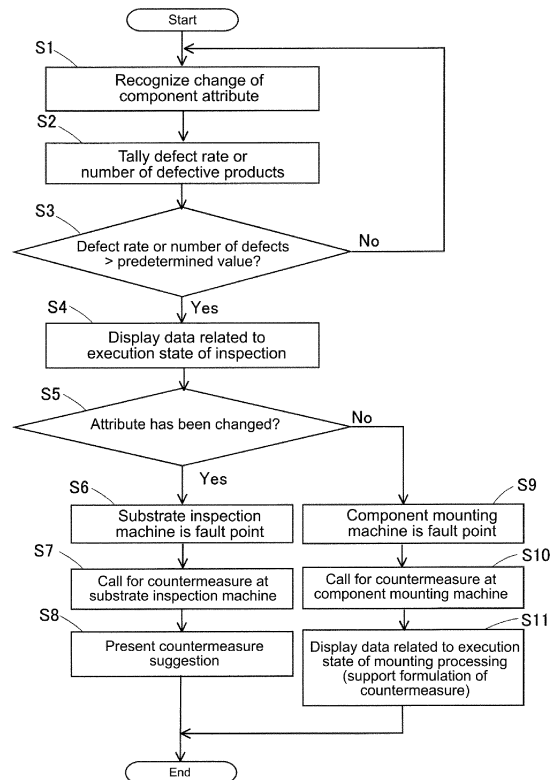 Start
S1
Recognize change of
component attribute
S2
Tally defect rate or
number of defective products
S3
Defect rate or number of defects
> predetermined value?
No
Yes
S4
Display data related to
execution state of inspection
S5
Attribute has been changed?
No
Yes
S6
Substrate inspection
machine is fault point
S9
Component mounting
machine is fault point
S7
Call for countermeasure at
substrate inspection machine
S10
Call for countermeasure at
component mounting machine
S8
Present countermeasure
suggestion
S11
Display data related to execution
state of mounting processing
(support formulation of
countermeasure)
End